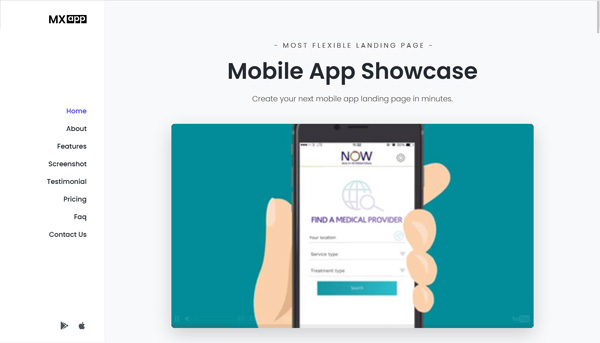 MXapp
Home
About
Features
Screenshot
Testimonial
Pricing
Faq
Contact Us
- MOST FLEXIBLE LANDING PAGE -
Mobile App Showcase
Create your next mobile app landing page in minutes.
NOW
FIND A MEDICAL PROVIDER
Your location
Service type
Treatment type
Search